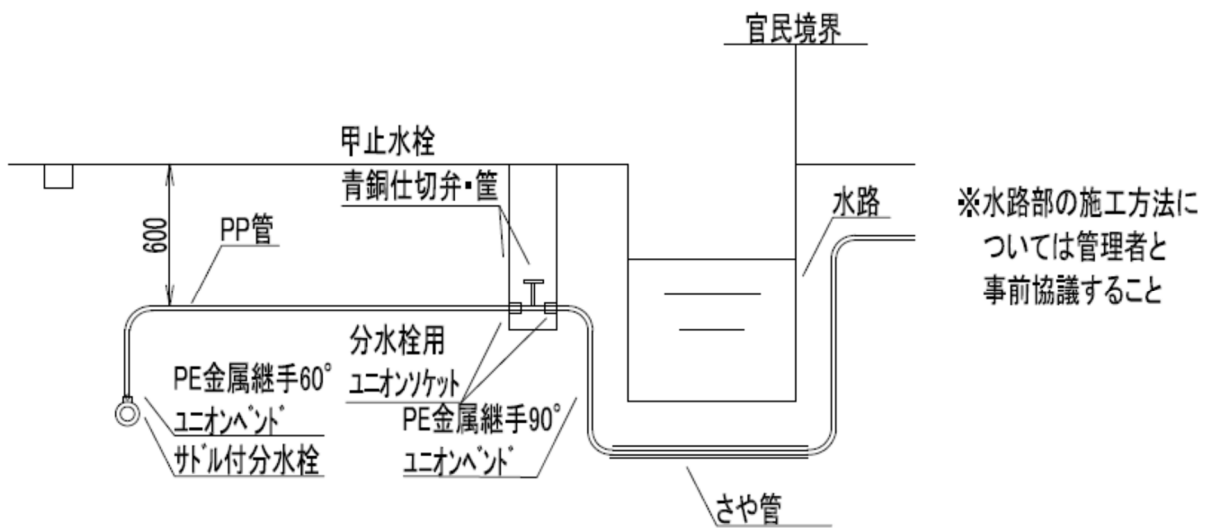 官民境界
甲止水栓
青銅仕切弁・筐
水路
※水路部の施工方法に
ついては管理者と
事前協議すること
600
PP管
分水栓用
ユニオンソケット
PE金属継手60°
ユニオンベンド
サドル付分水栓
PE金属継手90°
ユニオンベンド
さや管